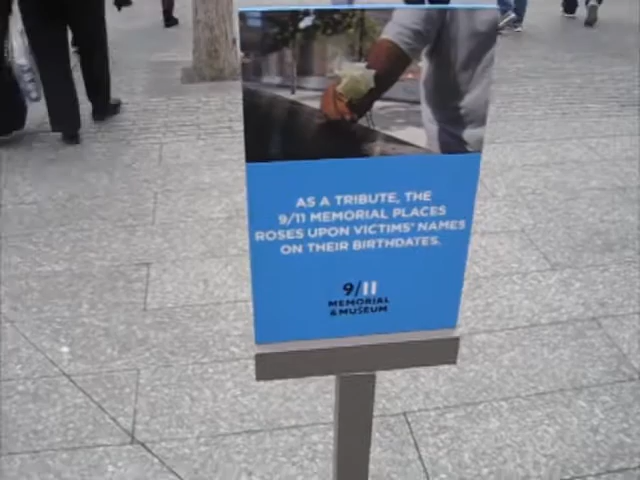 AS A TRIBUTE, THE
9/11 MEMORIAL PLACES
ROSES UPON VICTIMS' NAMES
ON THEIR BIRTHDATES.
9/11
MEMORIAL
& MUSEUM